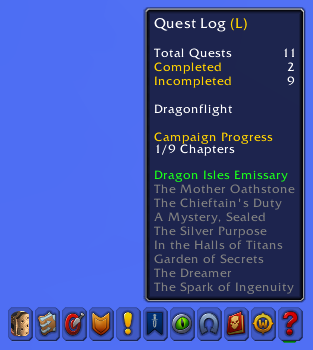 Quest Log (L)
Total Quests 11
Completed 2
Incompleted 9
Dragonflight
Campaign Progress
1/9 Chapters
Dragon Isles Emissary
The Mother Oathstone
The Chieftain's Duty
A Mystery, Sealed
The Silver Purpose
In the Halls of Titans
Garden of Secrets
The Dreamer
The Spark of Ingenuity